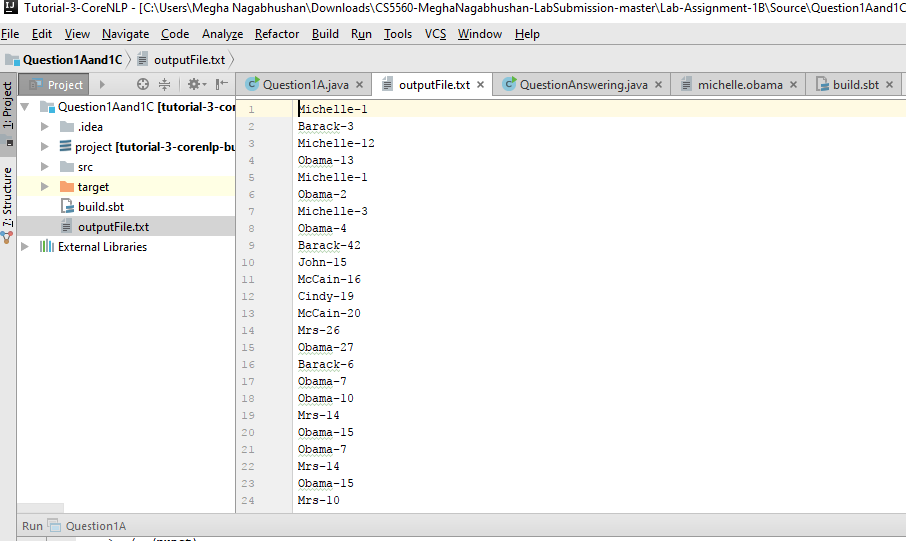 Tutorial-3-CoreNLP - [C:\Users\Megha Nagabhushan\Downloads\CS5560-MeghaNagabhushan-LabSubmission-master\Lab-Assignment-1B\Source\Question1Aand1C
File Edit View Navigate Code Analyze Refactor Build Run Tools VCS Window Help
Question1Aand1C outputFile.txt
1: Project
7: Structure
Project
Question1Aand1C [tutorial-3-cor
.idea
project [tutorial-3-corenlp-bu
src
target
build.sbt
outputFile.txt
External Libraries
Question1A.java outputFile.txt QuestionAnswering.java michelle.obama build.sbt
1 Michelle-1
2 Barack-3
3 Michelle-12
4 Obama-13
5 Michelle-1
6 Obama-2
7 Michelle-3
8 Obama-4
9 Barack-42
10 John-15
11 McCain-16
12 Cindy-19
13 McCain-20
14 Mrs-26
15 Obama-27
16 Barack-6
17 Obama-7
18 Obama-10
19 Mrs-14
20 Obama-15
21 Obama-7
22 Mrs-14
23 Obama-15
24 Mrs-10
Run Question1A